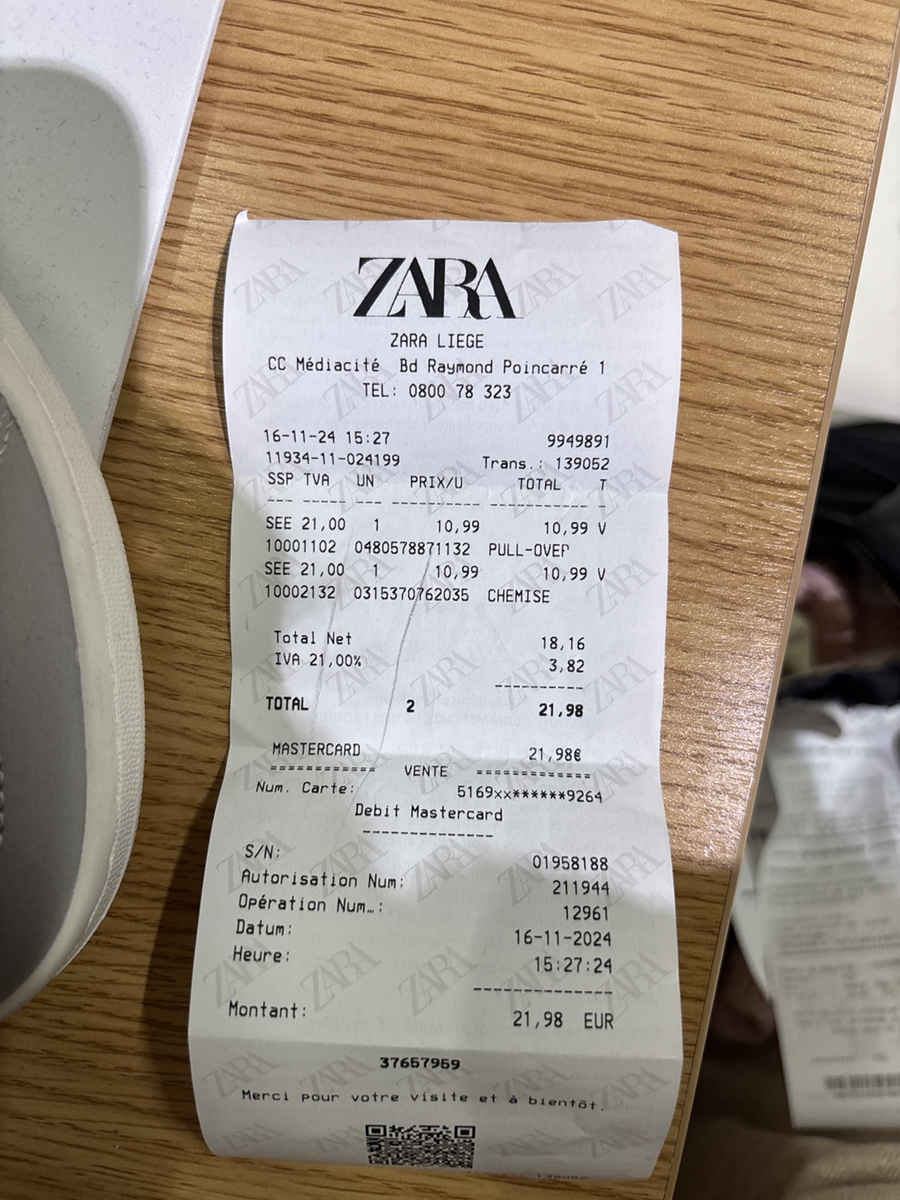 ZARA
ZARA LIEGE
CC Médiacité Bd Raymond Poincarré 1
TEL: 0800 78 323
16-11-24 15:27 9949891
11934-11-024199 Trans.: 139052
SSP TVA UN PRIX/U TOTAL T
--- ---- --- -------- ----------- --
SEE 21,00 1 10,99 10,99 V
10001102 0480578871132 PULL-OVER
SEE 21,00 1 10,99 10,99 V
10002132 0315370762035 CHEMISE
Total Net 18,16
IVA 21,00% 3,82
----------
TOTAL 2 21,98
MASTERCARD 21,98€
============ VENTE =============
Num. Carte: 5169xx******9264
Debit Mastercard
--------------
S/N: 01958188
Autorisation Num: 211944
Opération Num…: 12961
Datum: 16-11-2024
Heure: 15:27:24
---------------
Montant: 21,98 EUR
37657959
Merci pour votre visite et à bientôt.